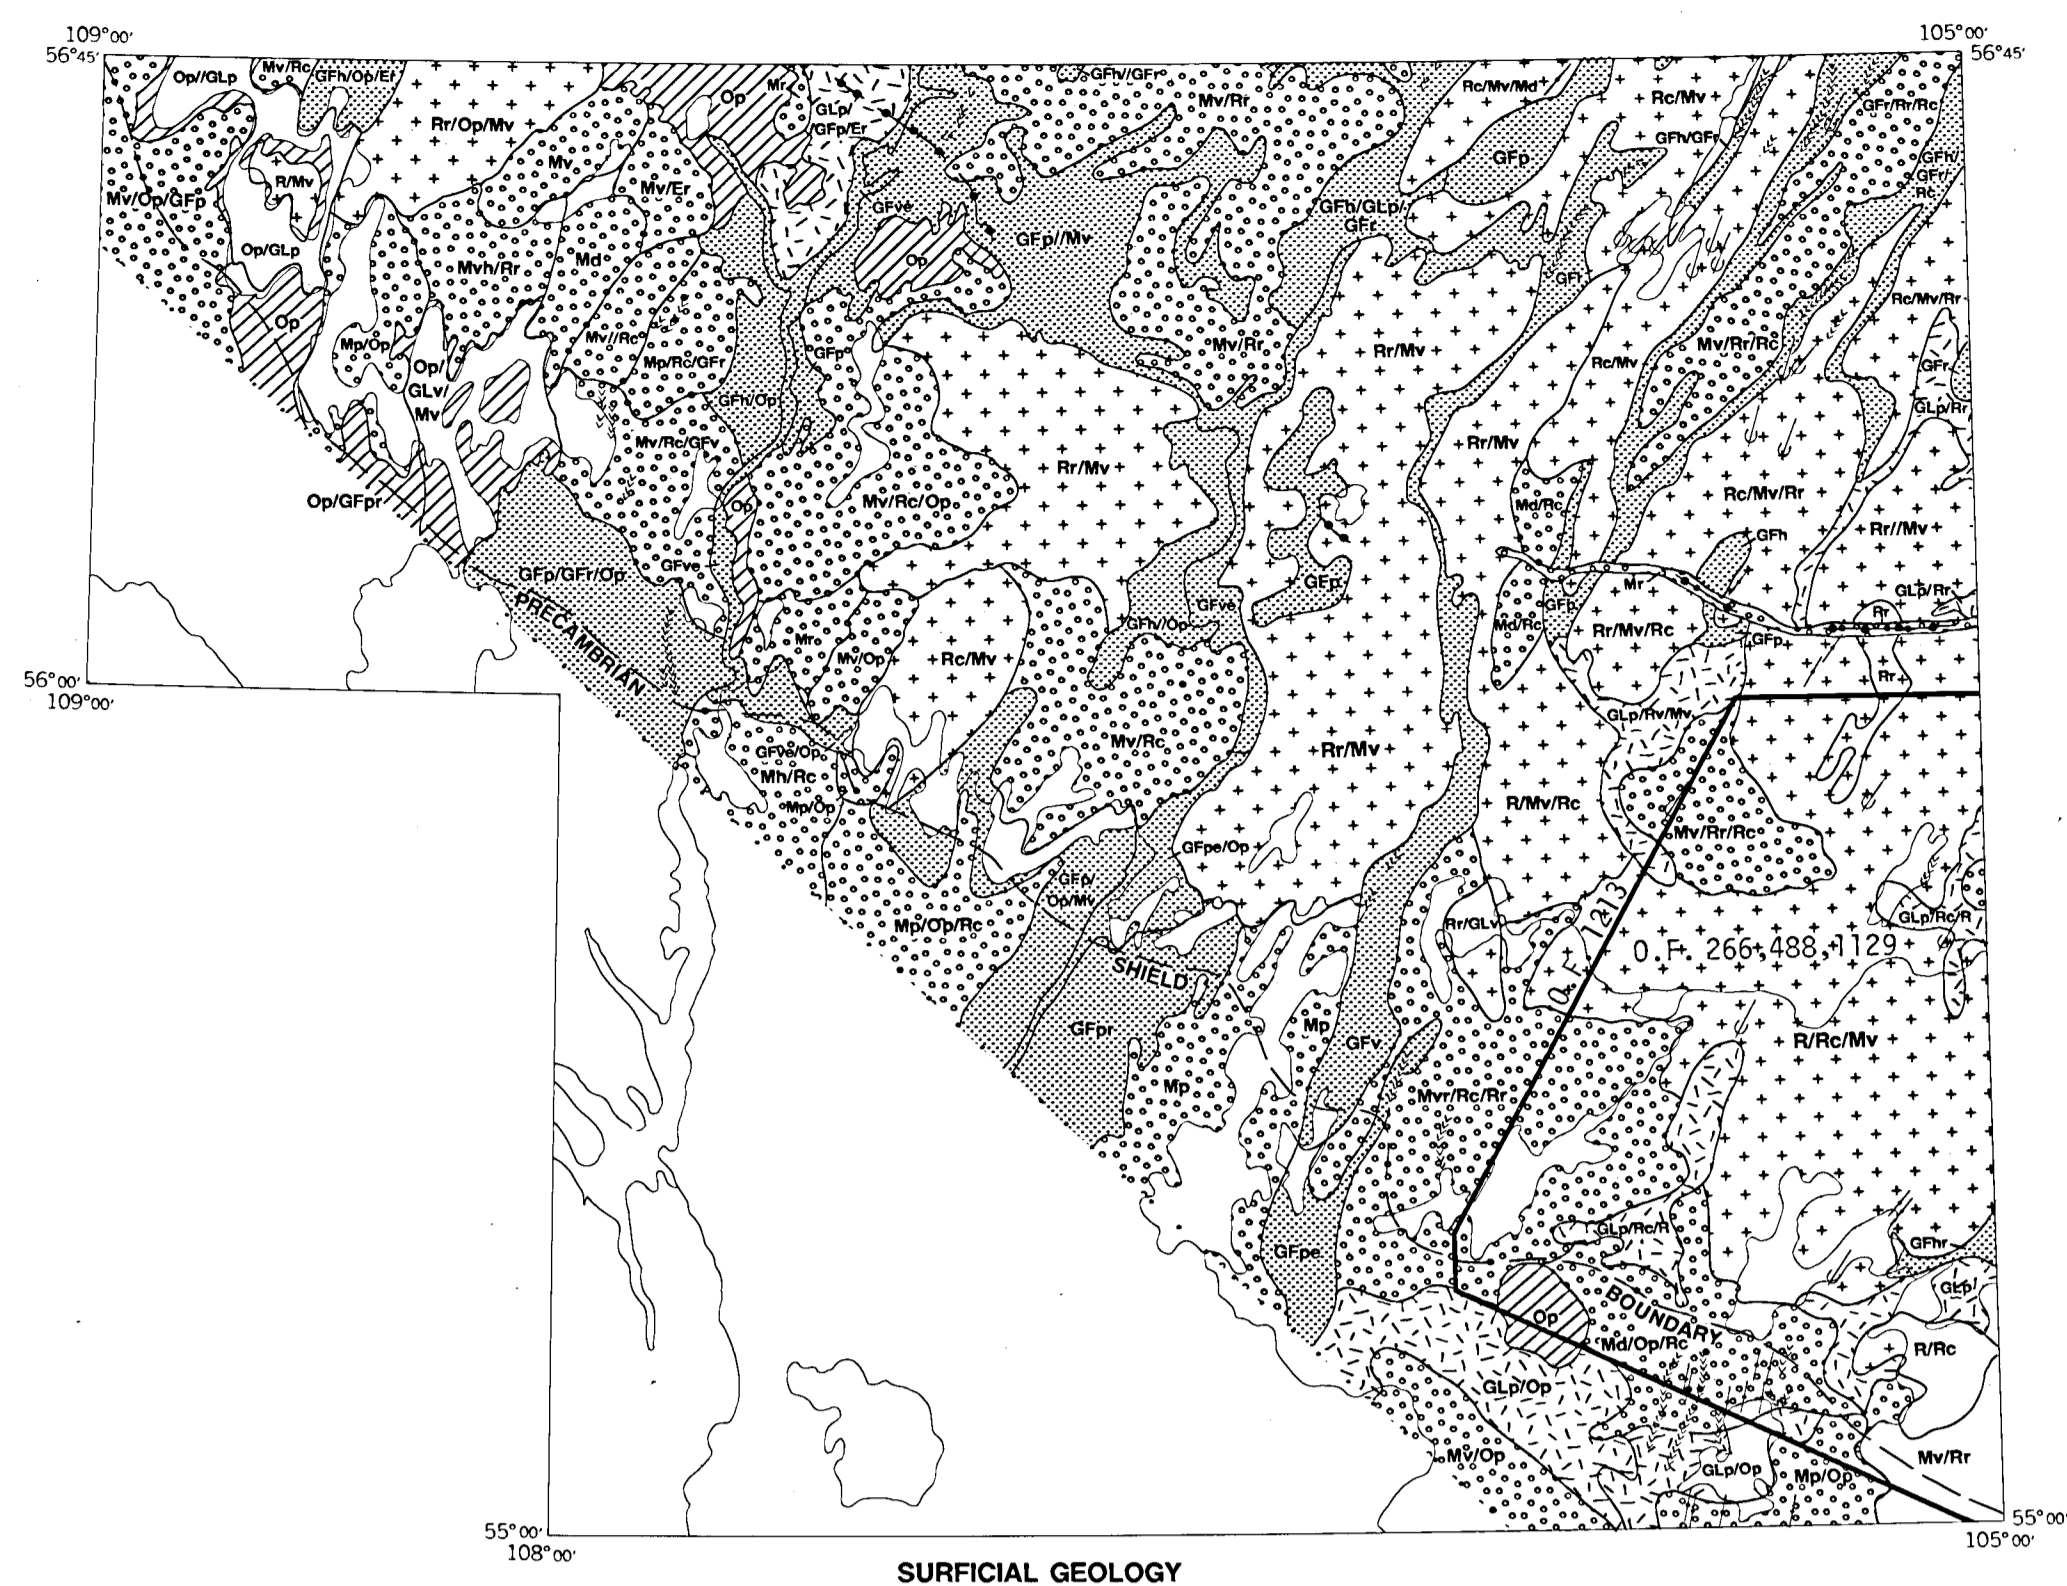 109°00'
105°00'
56°45'
56°45'
Op//GLp
Mv/Rc
GFh/Op/Er
Rr/Op/Mv
Op
Mr
GLp/
/GFp/Er
GFh//GFr
Mv/Rr
Rc/Mv/Md
Rc/Mv
GFr/Rr/Rc
GFh/GFr
GFp
GFh/
GFr/
Rc
R/Mv
Mv
Mv/Er
Mv/Op/GFp
GFve
GFh/GLp/
GFr
GFp//Mv
Op/GLp
Mvh/Rr
Md
Op
GFr
Rc/Mv/Rr
Op
Mp/Op
Mv//Rc
Mp/Rc/GFr
GFp
Mv/Rr
Rr/Mv
Rc/Mv
Mv/Rr/Rc
GFr
Op/
GLv/
Mv
GFh/Op
GLp/Rr
Mv/Rc/GFv
Rr/Mv
Rr/Mv
Op/GFpr
Op
Mv/Rc/Op
Md/Rc
Rc/Mv/Rr
Rr//Mv
GFh
GFp/GFr/Op
GFve
GFp
Mr
GLp/Rr
PRECAMBRIAN
GFve
GFh//Op
Md/Rc
GFp
Rr/Mv/Rc
Rr
GFp
Mr
Mv/Op
Rc/Mv
Rr
56°00'
109°00'
GLp/Rv/Mv
GFve/Op
Mh/Rc
Mp/Op
Mv/Rc
Rr/Mv
R/Mv/Rc
Mv/Rr/Rc
GFpe/Op
GFp/
Op/Mv
Mp/Op/Rc
Rr/GLv
O.F. 1213
GLp/Rc/R
O.F. 266,488,1129
SHIELD
GFpr
Mp
GFv
R/Rc/Mv
Mp
Mvr/Rc/Rr
GLp/Rc/R
GFhr
GFpe
GLp
BOUNDARY
Op
Md/Op/Rc
R/Rc
GLp/Op
Mv/Op
GLp/Op
Mp/Op
Mv/Rr
55°00'
55°00'
108°00'
105°00'
SURFICIAL GEOLOGY